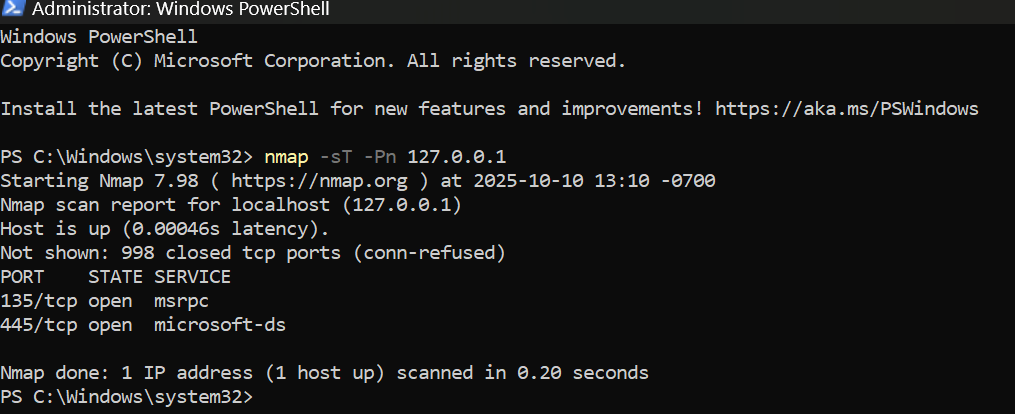 Administrator: Windows PowerShell
Windows PowerShell
Copyright (C) Microsoft Corporation. All rights reserved.
Install the latest PowerShell for new features and improvements! https://aka.ms/PSWindows
PS C:\Windows\system32> nmap -sT -Pn 127.0.0.1
Starting Nmap 7.98 ( https://nmap.org ) at 2025-10-10 13:10 -0700
Nmap scan report for localhost (127.0.0.1)
Host is up (0.00046s latency).
Not shown: 998 closed tcp ports (conn-refused)
PORT    STATE SERVICE
135/tcp open  msrpc
445/tcp open  microsoft-ds
Nmap done: 1 IP address (1 host up) scanned in 0.20 seconds
PS C:\Windows\system32>